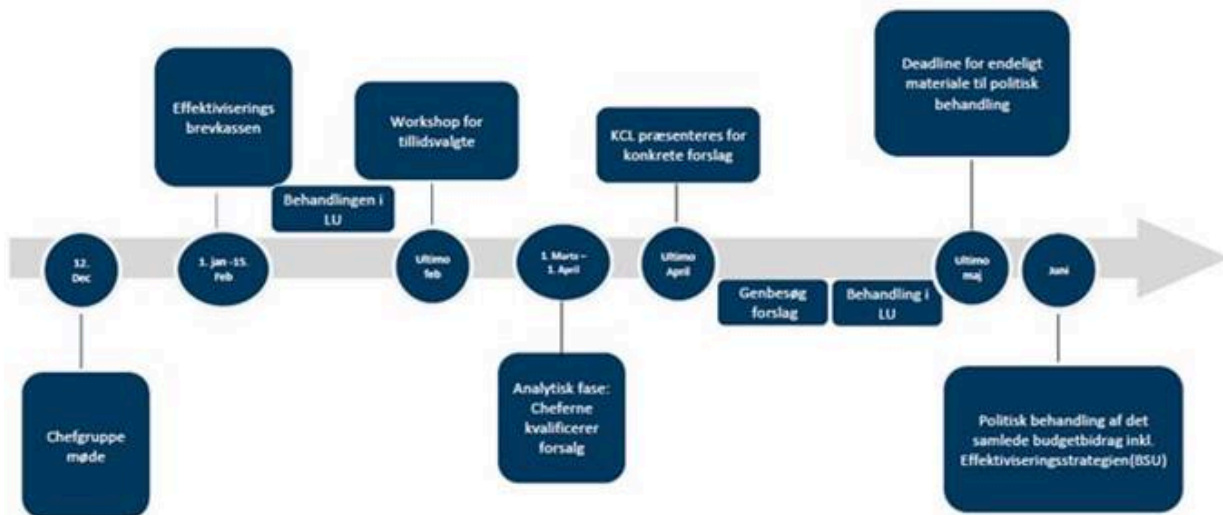 Effektiviserings
brevkassen
Workshop for
tillidsvalgte
KCL præsenteres for
konkrete forslag
Deadline for endeligt
materiale til politisk
behandling
Behandlingen i
LU
12.
Dec
1. jan -15.
Feb
Ultimo
feb
1. Marts –
1. April
Ultimo
April
Ultimo
maj
Juni
Genbesøg
forslag
Behandling i
LU
Chefgruppe
møde
Analytisk fase:
Cheferne
kvalificerer
forsalg
Politisk behandling af det
samlede budgetbidrag inkl.
Effektiviseringsstrategien(BSU)